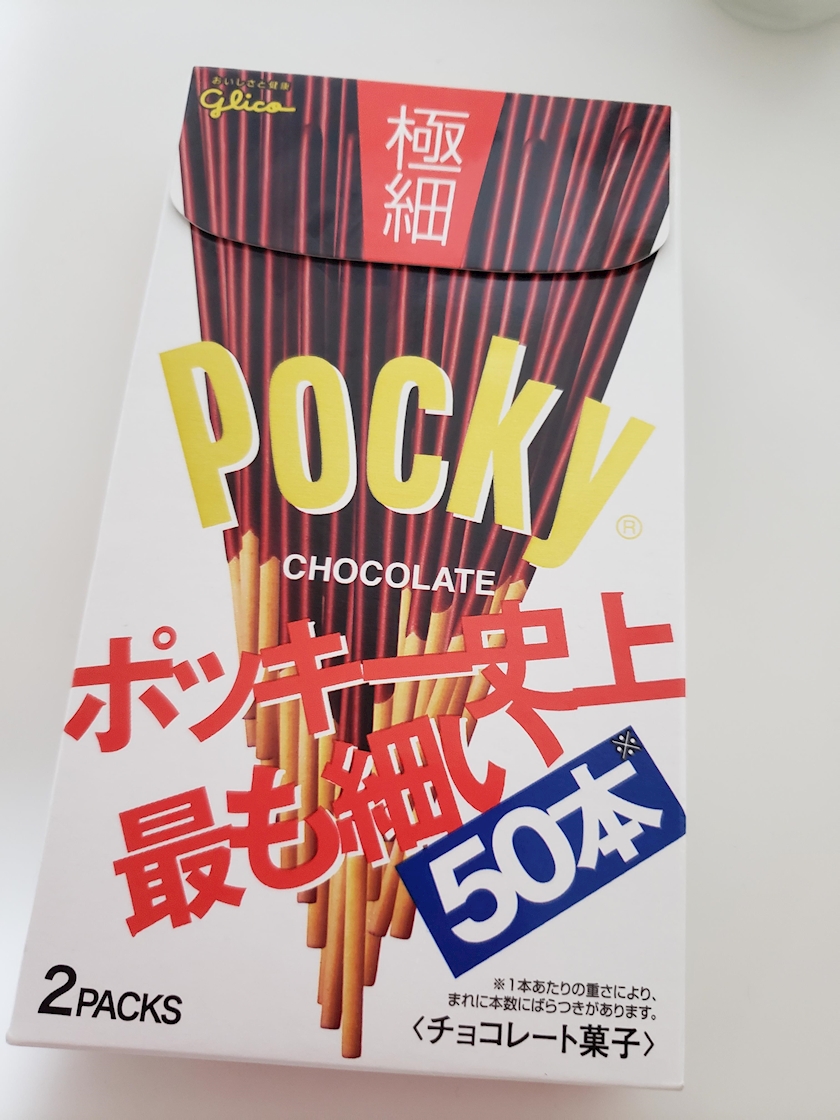 おいしさと健康
Glico
極細
Pocky
®
CHOCOLATE
ポッキー史上
最も細い
50本※
2PACKS
※1本あたりの重さにより、
まれに本数にばらつきがあります。
〈チョコレート菓子〉